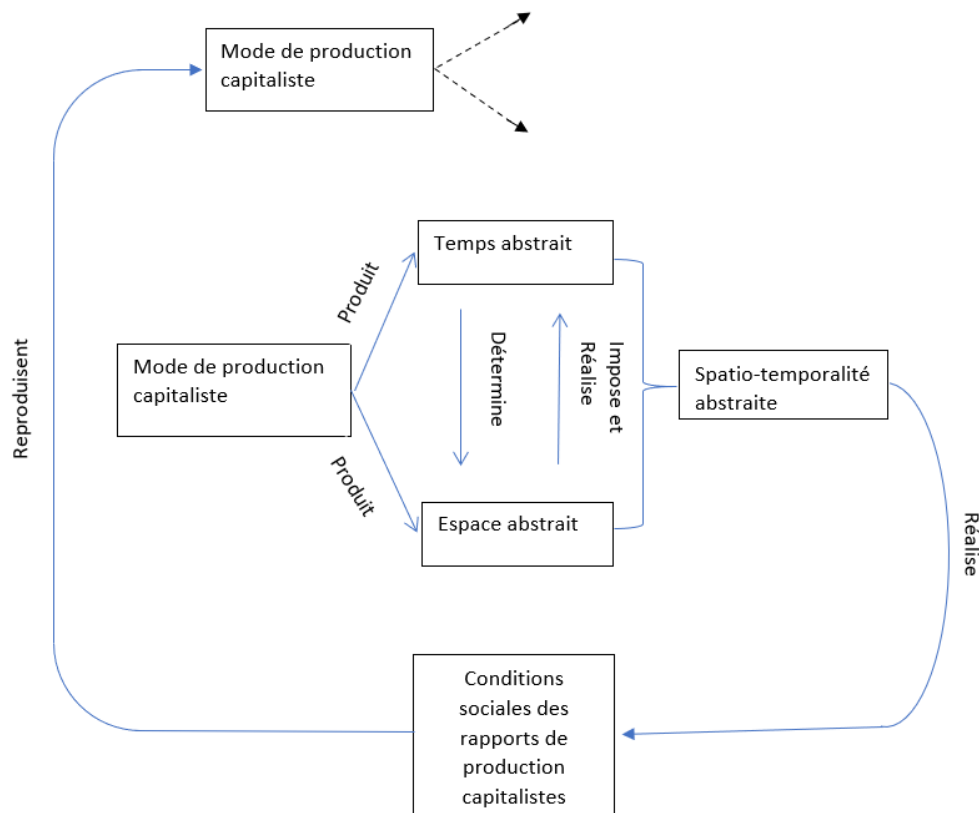 Mode de production
capitaliste
Temps abstrait
Produit
Mode de production
capitaliste
Détermine
Impose et
Réalise
Spatio-temporalité
abstraite
Reproduisent
Produit
Espace abstrait
Réalise
Conditions
sociales des
rapports de
production
capitalistes